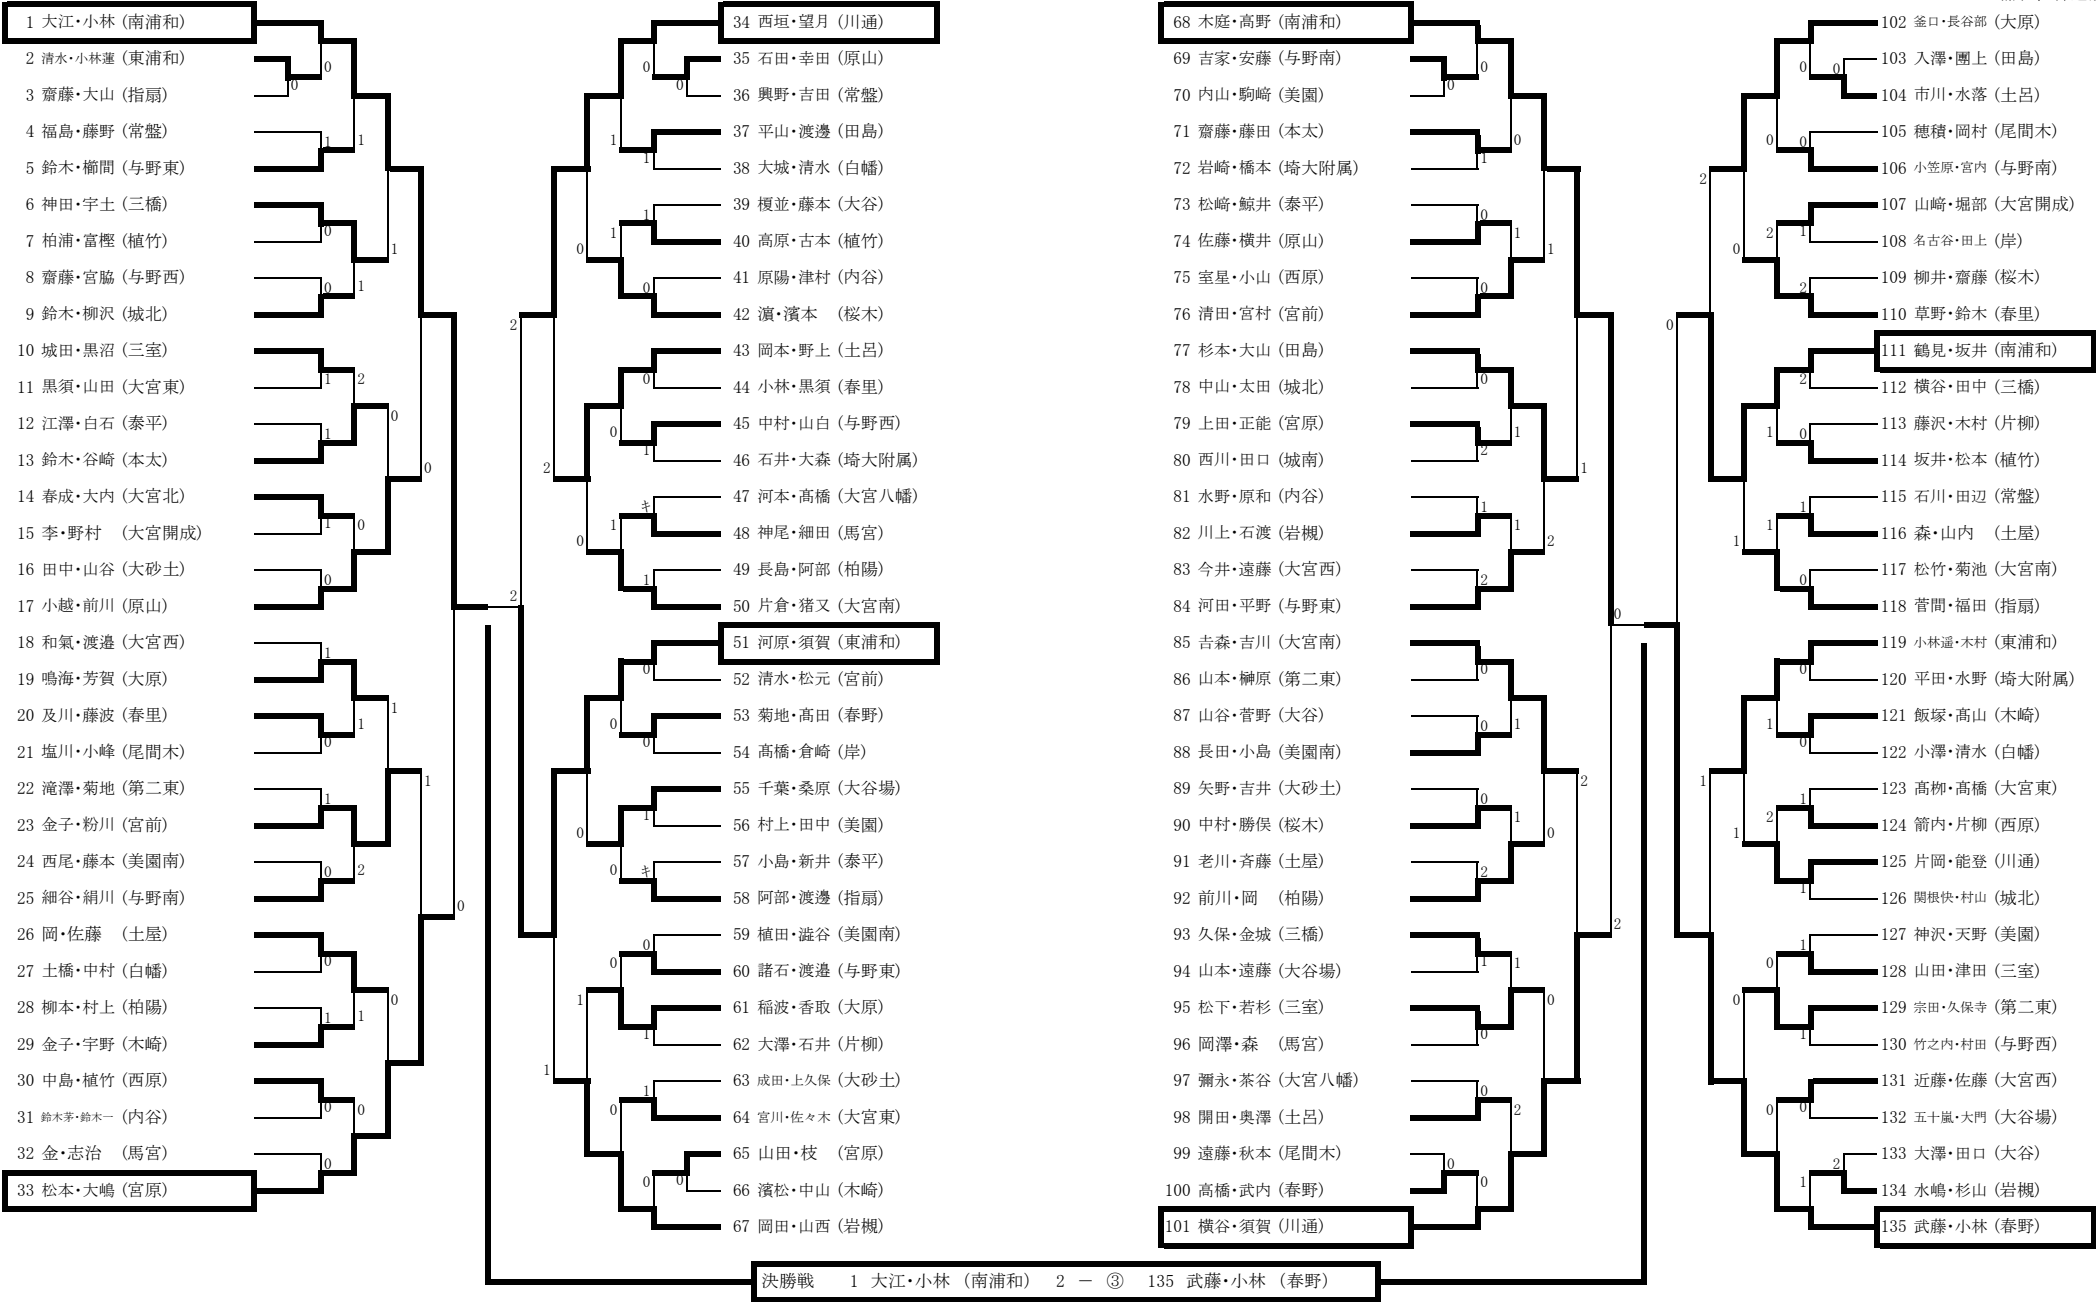 1 大江・小林 (南浦和)
2 清水・小林蓮 (東浦和)
3 齋藤・大山 (指扇)
4 福島・藤野 (常盤)
5 鈴木・櫛間 (与野東)
6 神田・宇土 (三橋)
7 柏浦・富樫 (植竹)
8 齋藤・宮脇 (与野西)
9 鈴木・柳沢 (城北)
10 城田・黒沼 (三室)
11 黒須・山田 (大宮東)
12 江澤・白石 (泰平)
13 鈴木・谷崎 (本太)
14 春成・大内 (大宮北)
15 李・野村 (大宮開成)
16 田中・山谷 (大砂土)
17 小越・前川 (原山)
18 和氣・渡邉 (大宮西)
19 鳴海・芳賀 (大原)
20 及川・藤波 (春里)
21 塩川・小峰 (尾間木)
22 滝澤・菊地 (第二東)
23 金子・粉川 (宮前)
24 西尾・藤本 (美園南)
25 細谷・絹川 (与野南)
26 岡・佐藤 (土屋)
27 土橋・中村 (白幡)
28 柳本・村上 (柏陽)
29 金子・宇野 (木崎)
30 中島・植竹 (西原)
31 鈴木茅・鈴木一 (内谷)
32 金・志治 (馬宮)
33 松本・大嶋 (宮原)
34 西垣・望月 (川通)
35 石田・幸田 (原山)
36 興野・吉田 (常盤)
37 平山・渡邊 (田島)
38 大城・清水 (白幡)
39 榎並・藤本 (大谷)
40 高原・古本 (植竹)
41 原陽・津村 (内谷)
42 濵・濱本 (桜木)
43 岡本・野上 (土呂)
44 小林・黒須 (春里)
45 中村・山白 (与野西)
46 石井・大森 (埼大附属)
47 河本・髙橋 (大宮八幡)
48 神尾・細田 (馬宮)
49 長島・阿部 (柏陽)
50 片倉・猪又 (大宮南)
51 河原・須賀 (東浦和)
52 清水・松元 (宮前)
53 菊地・髙田 (春野)
54 髙橋・倉崎 (岸)
55 千葉・桑原 (大谷場)
56 村上・田中 (美園)
57 小島・新井 (泰平)
58 阿部・渡邊 (指扇)
59 植田・澁谷 (美園南)
60 諸石・渡邉 (与野東)
61 稲波・香取 (大原)
62 大澤・石井 (片柳)
63 成田・上久保 (大砂土)
64 宮川・佐々木 (大宮東)
65 山田・枝 (宮原)
66 濱松・中山 (木崎)
67 岡田・山西 (岩槻)
68 木庭・高野 (南浦和)
69 吉家・安藤 (与野南)
70 内山・駒﨑 (美園)
71 齋藤・藤田 (本太)
72 岩崎・橋本 (埼大附属)
73 松﨑・鯨井 (泰平)
74 佐藤・横井 (原山)
75 室星・小山 (西原)
76 清田・宮村 (宮前)
77 杉本・大山 (田島)
78 中山・太田 (城北)
79 上田・正能 (宮原)
80 西川・田口 (城南)
81 水野・原和 (内谷)
82 川上・石渡 (岩槻)
83 今井・遠藤 (大宮西)
84 河田・平野 (与野東)
85 吉森・吉川 (大宮南)
86 山本・榊原 (第二東)
87 山谷・菅野 (大谷)
88 長田・小島 (美園南)
89 矢野・吉井 (大砂土)
90 中村・勝俣 (桜木)
91 老川・斉藤 (土屋)
92 前川・岡 (柏陽)
93 久保・金城 (三橋)
94 山本・遠藤 (大谷場)
95 松下・若杉 (三室)
96 岡澤・森 (馬宮)
97 彌永・茶谷 (大宮八幡)
98 開田・奥澤 (土呂)
99 遠藤・秋本 (尾間木)
100 高橋・武内 (春野)
101 横谷・須賀 (川通)
102 釜口・長谷部 (大原)
103 入澤・團上 (田島)
104 市川・水落 (土呂)
105 穂積・岡村 (尾間木)
106 小笠原・宮内 (与野南)
107 山﨑・堀部 (大宮開成)
108 名古谷・田上 (岸)
109 柳井・齋藤 (桜木)
110 草野・鈴木 (春里)
111 鶴見・坂井 (南浦和)
112 横谷・田中 (三橋)
113 藤沢・木村 (片柳)
114 坂井・松本 (植竹)
115 石川・田辺 (常盤)
116 森・山内 (土屋)
117 松竹・菊池 (大宮南)
118 菅間・福田 (指扇)
119 小林遥・木村 (東浦和)
120 平田・水野 (埼大附属)
121 飯塚・髙山 (木崎)
122 小澤・清水 (白幡)
123 髙栁・髙橋 (大宮東)
124 箭内・片柳 (西原)
125 片岡・能登 (川通)
126 関根快・村山 (城北)
127 神沢・天野 (美園)
128 山田・津田 (三室)
129 宗田・久保寺 (第二東)
130 竹之内・村田 (与野西)
131 近藤・佐藤 (大宮西)
132 五十嵐・大門 (大谷場)
133 大澤・田口 (大谷)
134 水嶋・杉山 (岩槻)
135 武藤・小林 (春野)
決勝戦 1 大江・小林 (南浦和) 2 － ③ 135 武藤・小林 (春野)